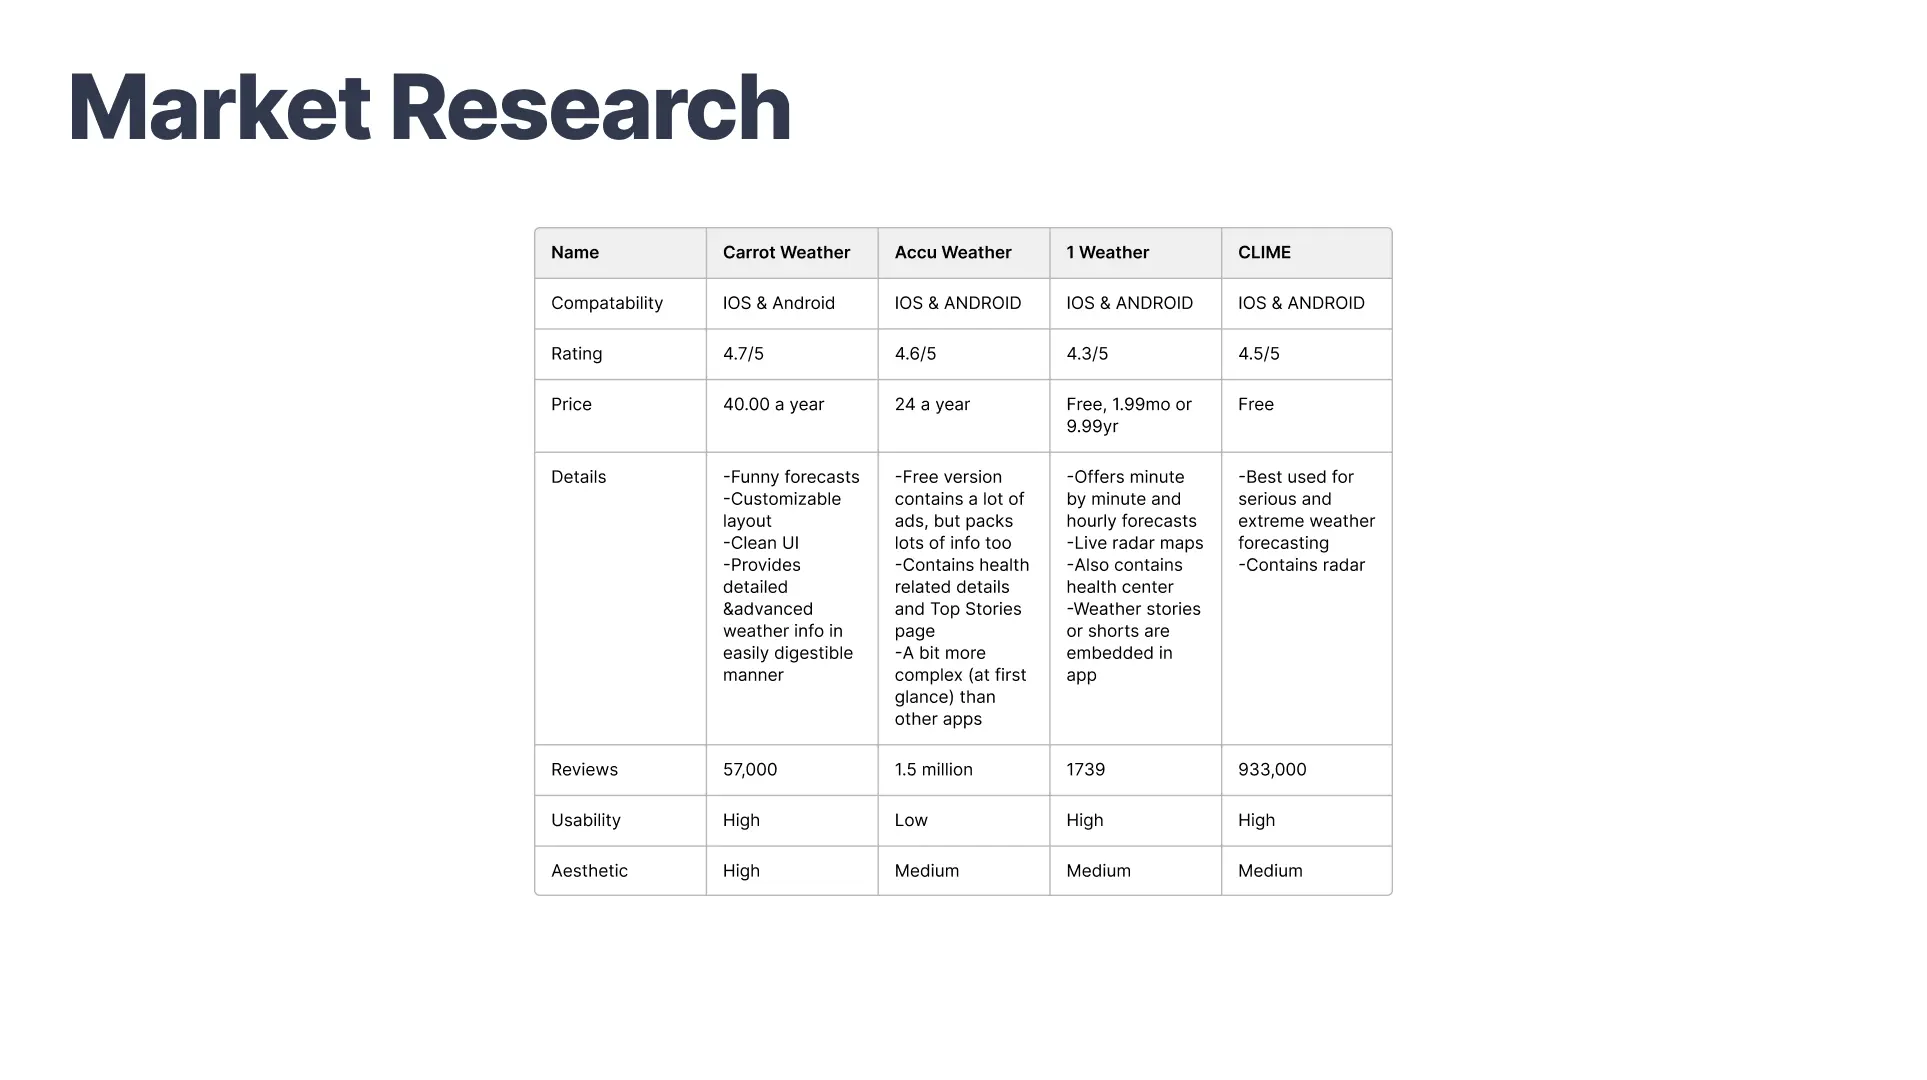 Market Research
Name Carrot Weather Accu Weather 1 Weather CLIME
Compatability IOS & Android IOS & ANDROID IOS & ANDROID IOS & ANDROID
Rating 4.7/5 4.6/5 4.3/5 4.5/5
Price 40.00 a year 24 a year Free, 1.99mo or Free
9.99yr
Details -Funny forecasts -Free version -Offers minute -Best used for
-Customizable contains a lot of by minute and serious and
layout ads, but packs hourly forecasts extreme weather
-Clean UI lots of info too -Live radar maps forecasting
-Provides -Contains health -Also contains -Contains radar
detailed related details health center
&advanced and Top Stories -Weather stories
weather info in page or shorts are
easily digestible -A bit more embedded in
manner complex (at first app
glance) than
other apps
Reviews 57,000 1.5 million 1739 933,000
Usability High Low High High
Aesthetic High Medium Medium Medium